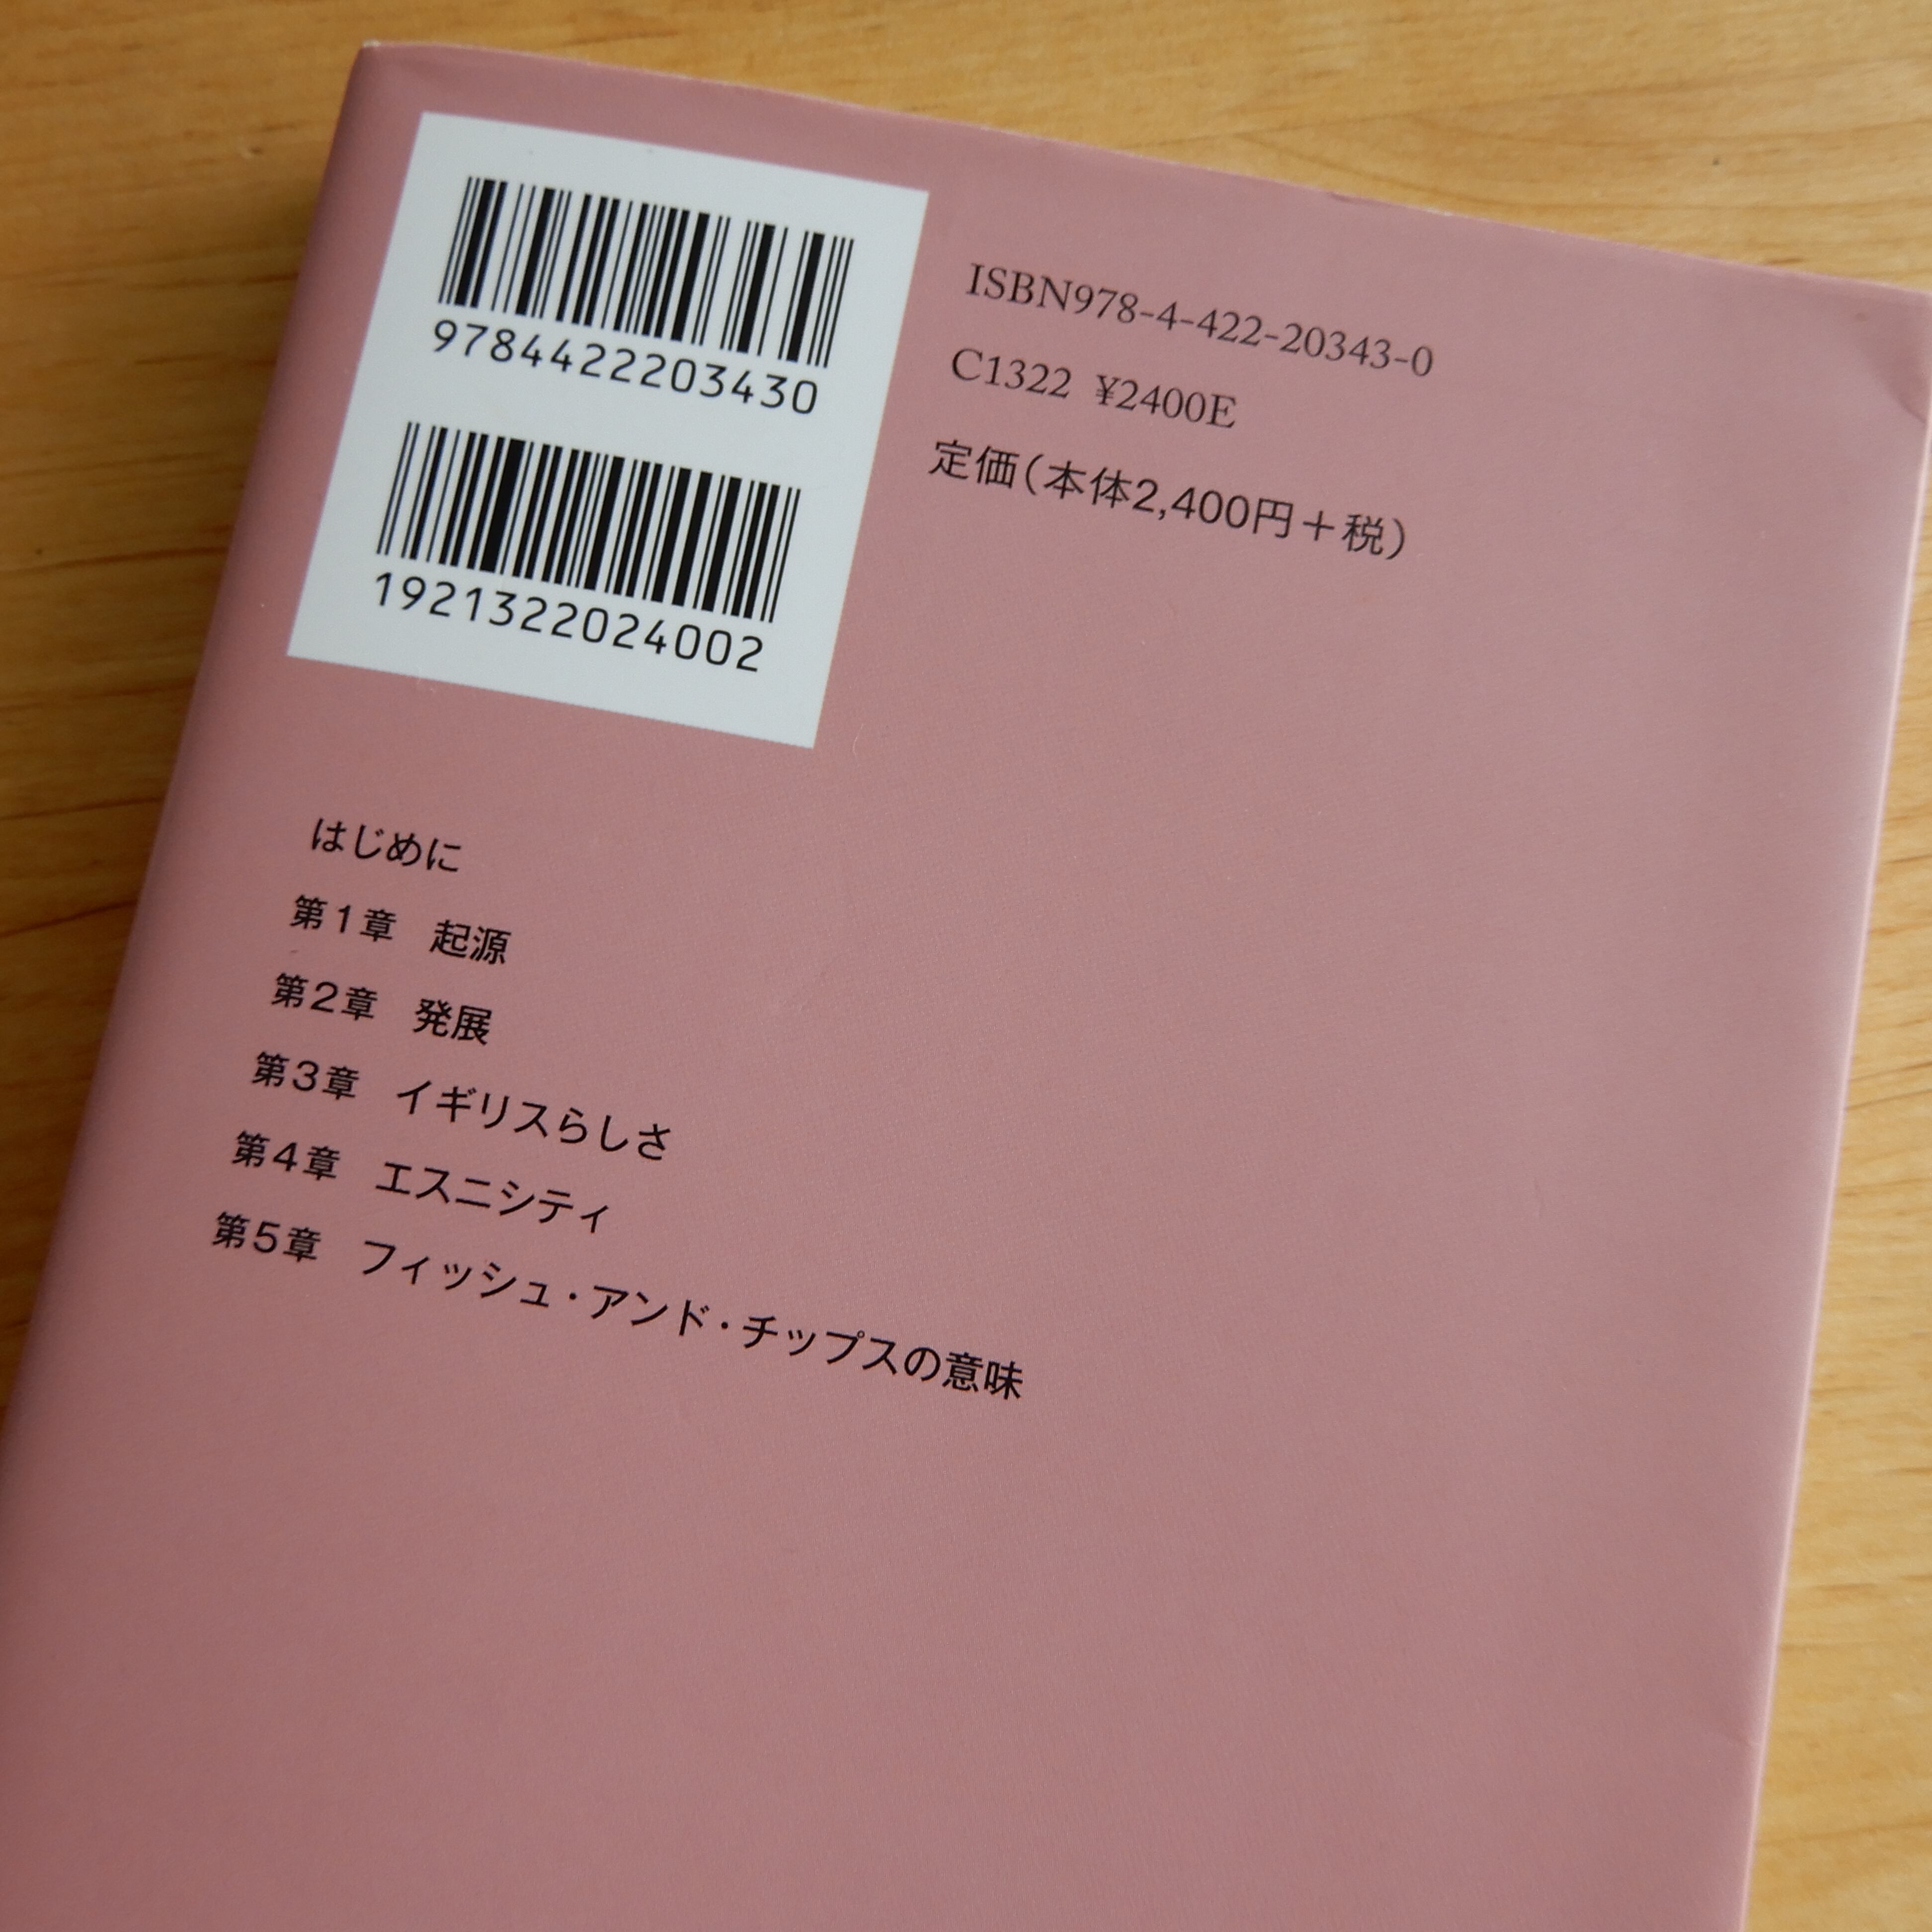 9784422203430
1921322024002
ISBN978-4-422-20343-0
C1322 ¥2400E
定価(本体2,400円+税)
はじめに
第1章 起源
第2章 発展
第3章 イギリスらしさ
第4章 エスニシティ
第5章 フィッシュ・アンド・チップスの意味